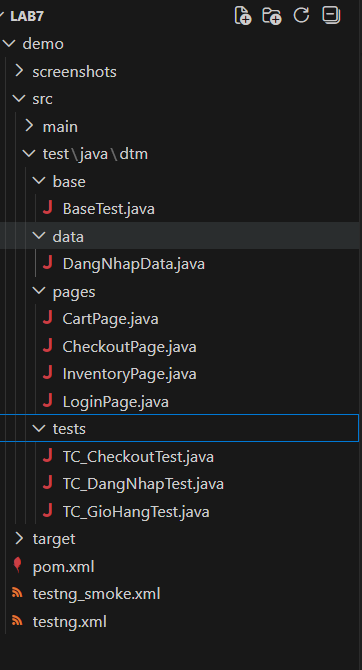 LAB7
demo
screenshots
src
main
test\java\dtm
base
BaseTest.java
data
DangNhapData.java
pages
CartPage.java
CheckoutPage.java
InventoryPage.java
LoginPage.java
tests
TC_CheckoutTest.java
TC_DangNhapTest.java
TC_GioHangTest.java
target
pom.xml
testng_smoke.xml
testng.xml